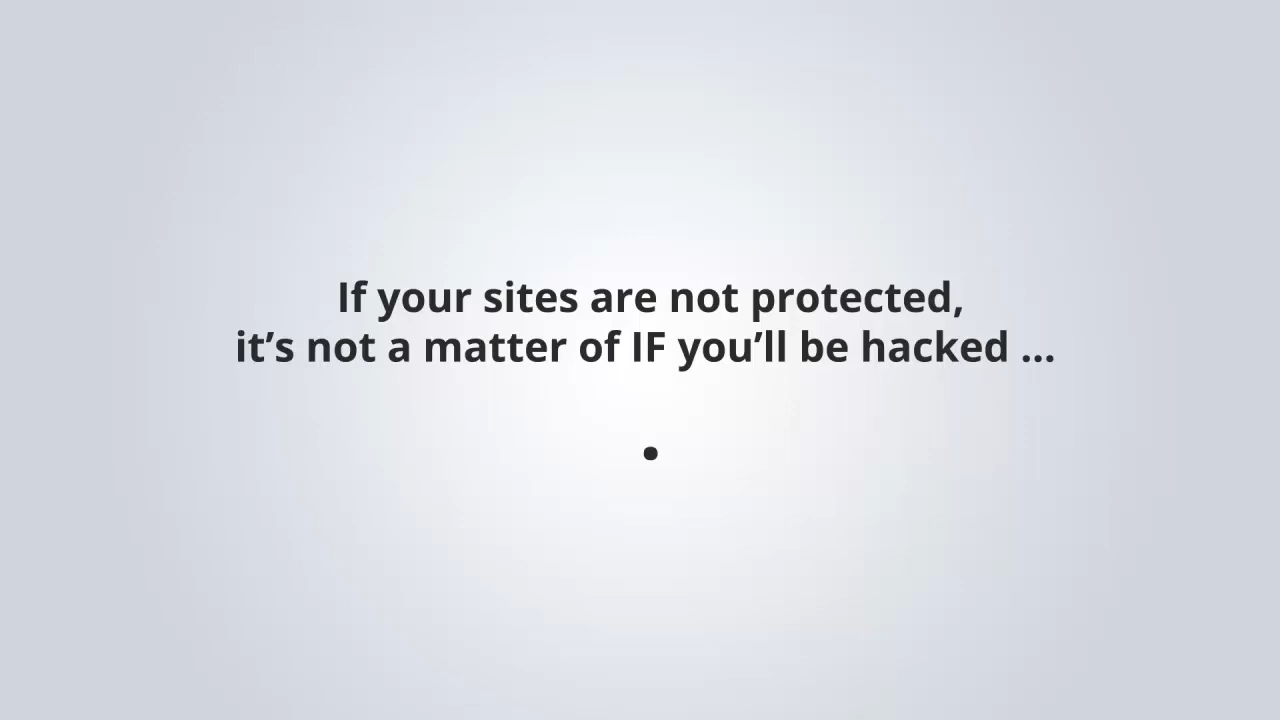 If your sites are not protected,
it’s not a matter of IF you’ll be hacked ...
.